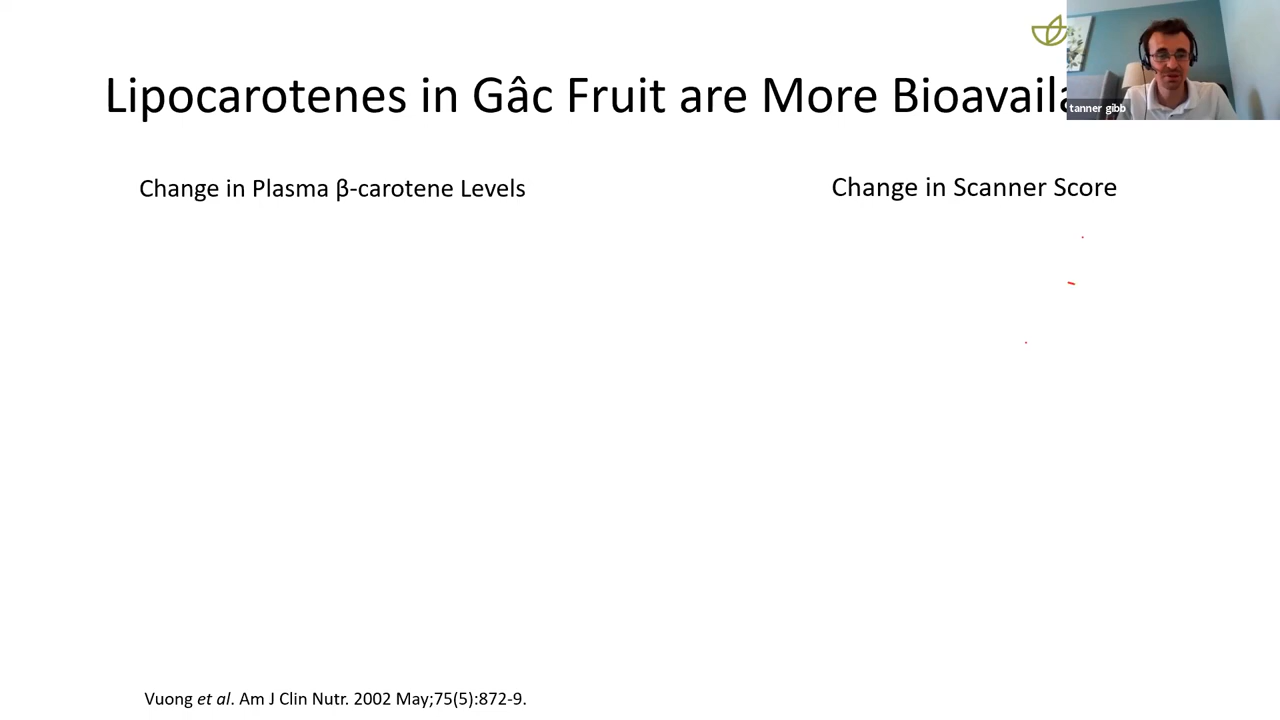 Lipocarotenes in Gâc Fruit are More Bioavaila
tanner gibb
Change in Plasma β-carotene Levels
Change in Scanner Score
Vuong et al. Am J Clin Nutr. 2002 May;75(5):872-9.